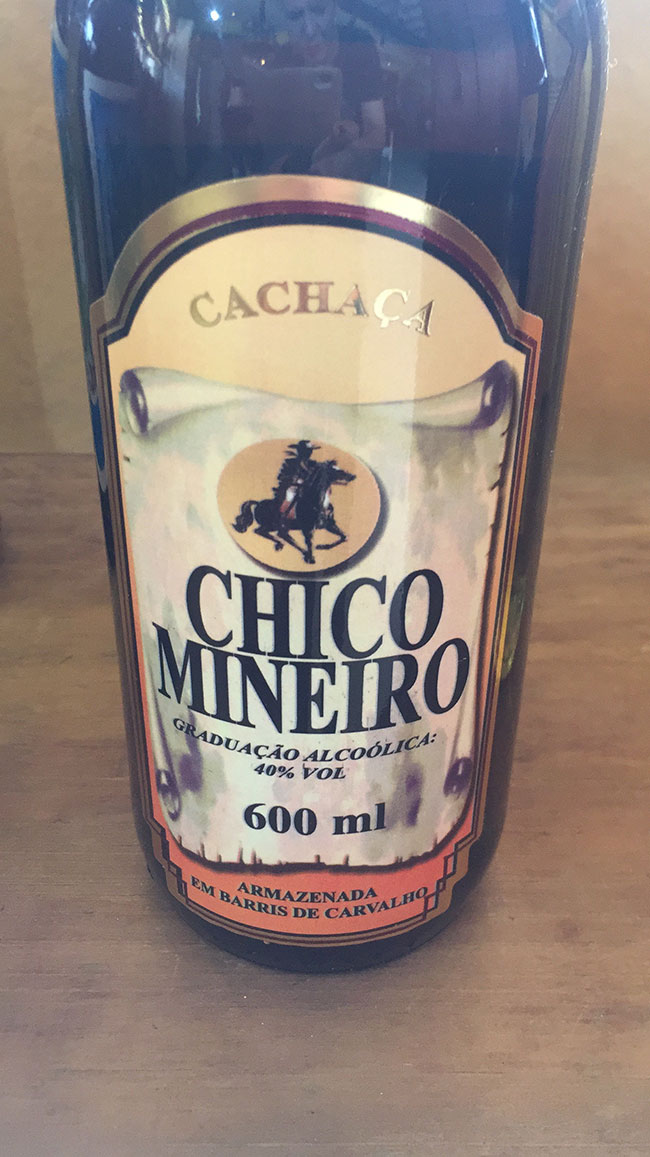 CACHAÇA
CHICO
MINEIRO
GRADUAÇÃO ALCOÓLICA:
40% VOL
600 ml
ARMAZENADA
EM BARRIS DE CARVALHO